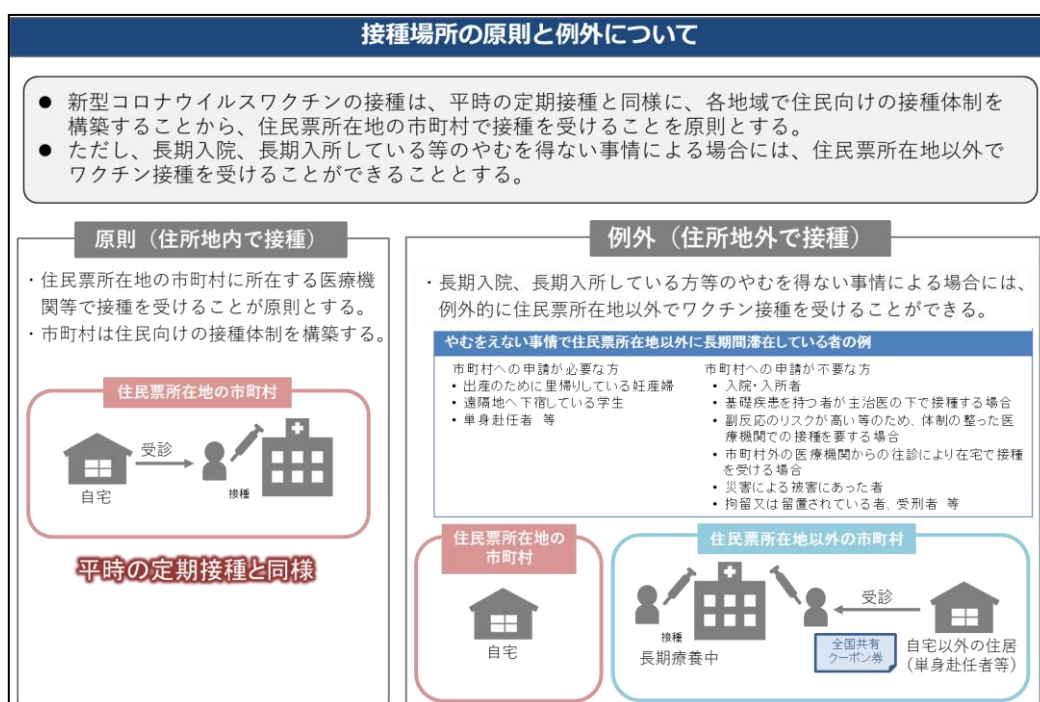 接種場所の原則と例外について
● 新型コロナウイルスワクチンの接種は、平時の定期接種と同様に、各地域で住民向けの接種体制を
構築することから、住民票所在地の市町村で接種を受けることを原則とする。
● ただし、長期入院、長期入所している等のやむを得ない事情による場合には、住民票所在地以外で
ワクチン接種を受けることができることとする。
原則（住所地内で接種）
・住民票所在地の市町村に所在する医療機
関等で接種を受けることが原則とする。
・市町村は住民向けの接種体制を構築する。
住民票所在地の市町村
受診
自宅
接種
平時の定期接種と同様
例外（住所地外で接種）
・長期入院、長期入所している方等のやむを得ない事情による場合には、
例外的に住民票所在地以外でワクチン接種を受けることができる。
やむをえない事情で住民票所在地以外に長期間滞在している者の例
市町村への申請が必要な方
• 出産のために里帰りしている妊産婦
• 遠隔地へ下宿している学生
• 単身赴任者 等
市町村への申請が不要な方
• 入院・入所者
• 基礎疾患を持つ者が主治医の下で接種する場合
• 副反応のリスクが高い等のため、体制の整った医
療機関での接種を要する場合
• 市町村外の医療機関からの往診により在宅で接種
を受ける場合
• 災害による被害にあった者
• 拘留又は留置されている者、受刑者 等
住民票所在地の
市町村
自宅
住民票所在地以外の市町村
接種
長期療養中
受診
全国共有
クーポン券
自宅以外の住居
（単身赴任者等）